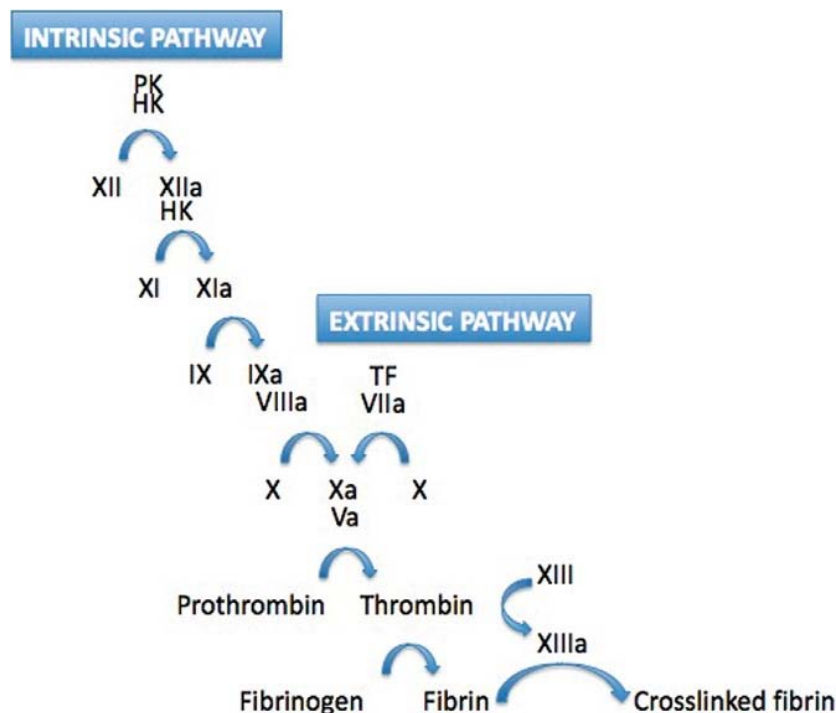 INTRINSIC PATHWAY
PK
HK
XII XIIa
HK
XI XIa
EXTRINSIC PATHWAY
IX IXa TF
VIIIa VIIa
X Xa X
Va
XIII
Prothrombin Thrombin
XIIIa
Fibrinogen Fibrin Crosslinked fibrin